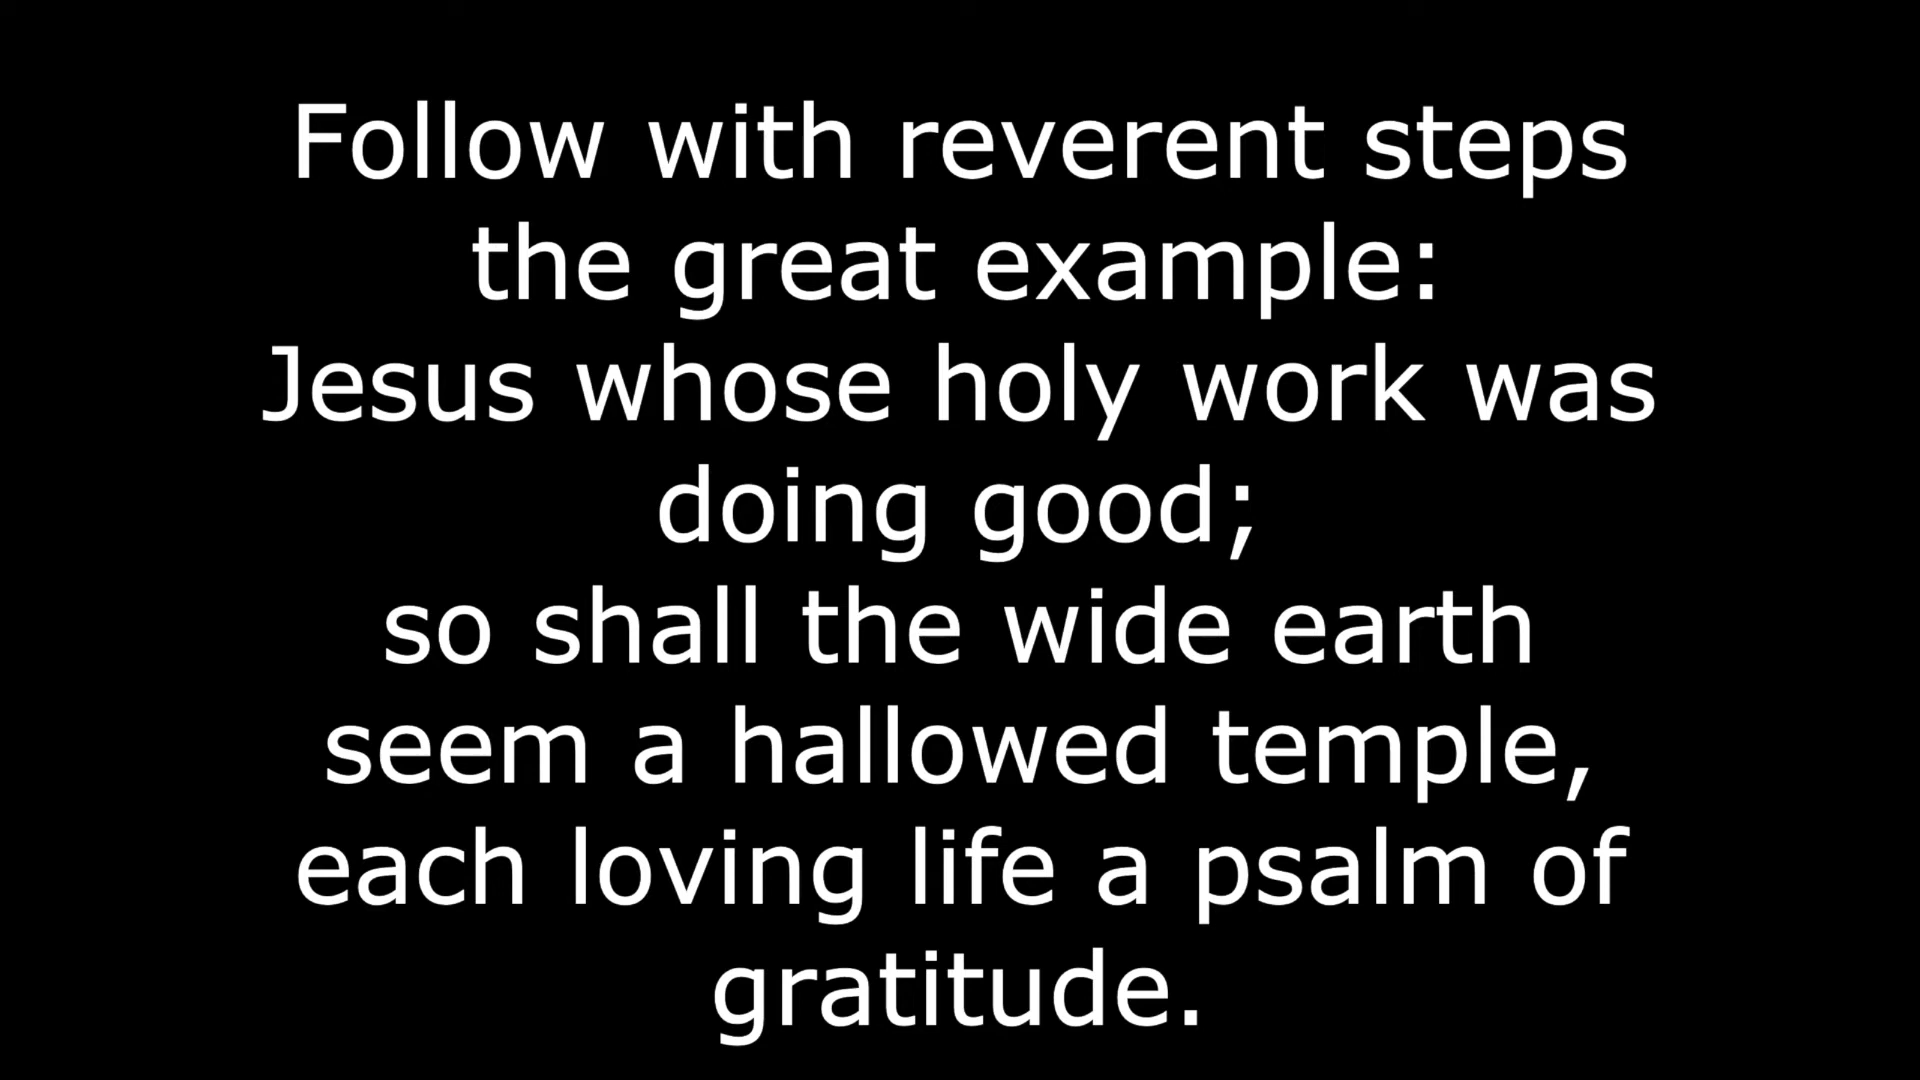 Follow with reverent steps
the great example:
Jesus whose holy work was
doing good;
so shall the wide earth
seem a hallowed temple,
each loving life a psalm of
gratitude.